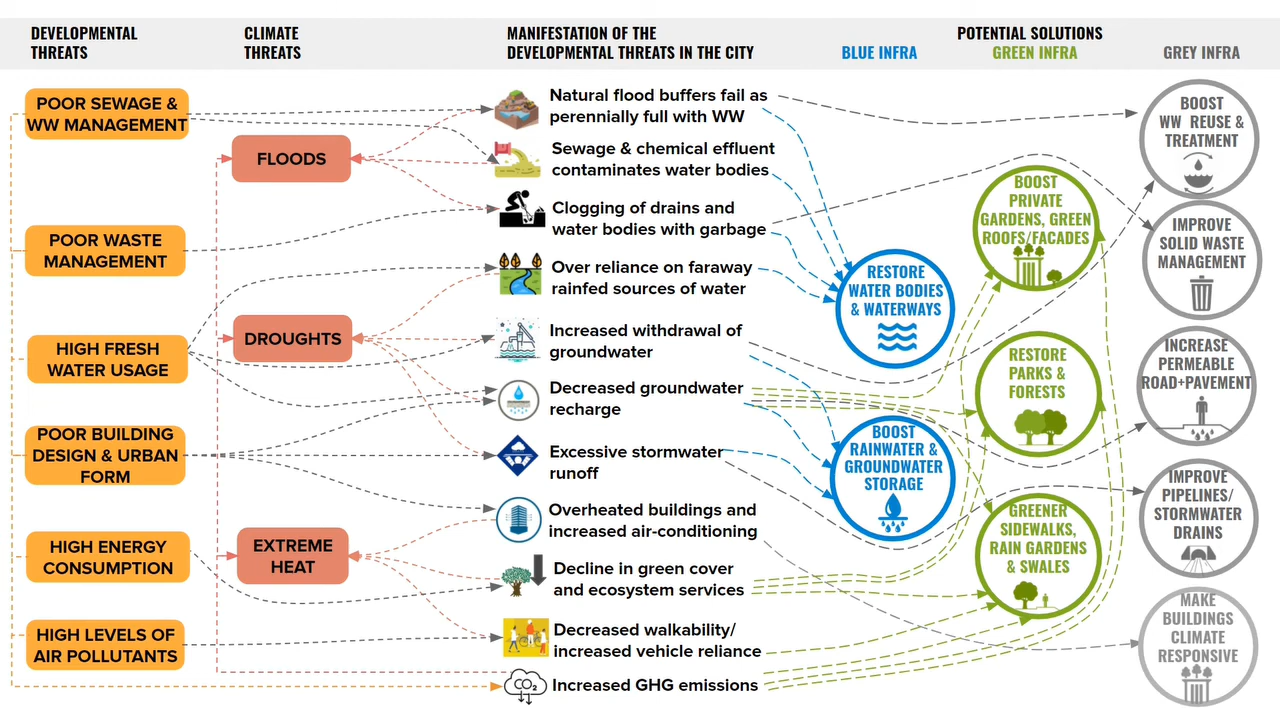 DEVELOPMENTAL
THREATS
CLIMATE
THREATS
MANIFESTATION OF THE
DEVELOPMENTAL THREATS IN THE CITY
POTENTIAL SOLUTIONS
BLUE INFRA
GREEN INFRA
GREY INFRA
POOR SEWAGE &
WW MANAGEMENT
POOR WASTE
MANAGEMENT
HIGH FRESH
WATER USAGE
POOR BUILDING
DESIGN & URBAN
FORM
HIGH ENERGY
CONSUMPTION
HIGH LEVELS OF
AIR POLLUTANTS
FLOODS
DROUGHTS
EXTREME
HEAT
Natural flood buffers fail as
perennially full with WW
Sewage & chemical effluent
contaminates water bodies
Clogging of drains and
water bodies with garbage
Over reliance on faraway
rainfed sources of water
Increased withdrawal of
groundwater
Decreased groundwater
recharge
Excessive stormwater
runoff
Overheated buildings and
increased air-conditioning
Decline in green cover
and ecosystem services
Decreased walkability/
increased vehicle reliance
CO₂
Increased GHG emissions
RESTORE
WATER BODIES
& WATERWAYS
BOOST
RAINWATER &
GROUNDWATER
STORAGE
BOOST
PRIVATE
GARDENS, GREEN
ROOFS/FACADES
RESTORE
PARKS &
FORESTS
GREENER
SIDEWALKS,
RAIN GARDENS
& SWALES
BOOST
WW REUSE &
TREATMENT
IMPROVE
SOLID WASTE
MANAGEMENT
INCREASE
PERMEABLE
ROAD+PAVEMENT
IMPROVE
PIPELINES/
STORMWATER
DRAINS
MAKE
BUILDINGS
CLIMATE
RESPONSIVE